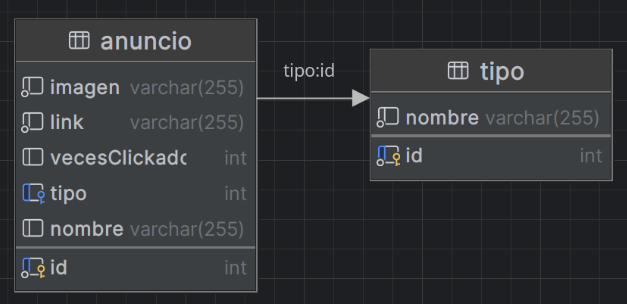 anuncio
imagen varchar(255)
link varchar(255)
vecesClickado int
tipo int
nombre varchar(255)
id int
tipo:id
tipo
nombre varchar(255)
id int